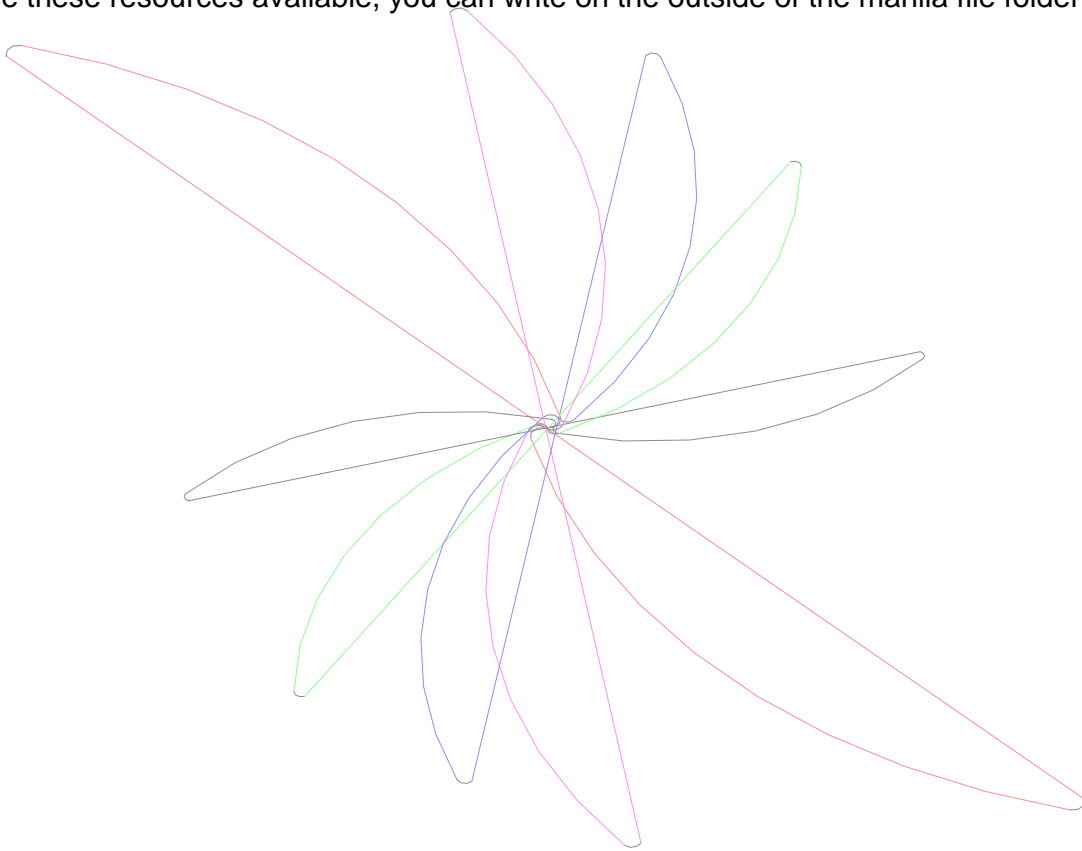 e these resources available, you can write on the outside of the manila file folder